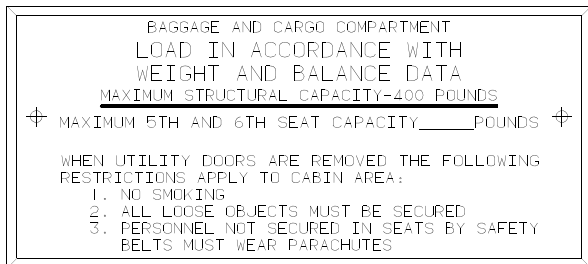 BAGGAGE AND CARGO COMPARTMENT
LOAD IN ACCORDANCE WITH
WEIGHT AND BALANCE DATA
MAXIMUM STRUCTURAL CAPACITY-400 POUNDS
MAXIMUM 5TH AND 6TH SEAT CAPACITY______POUNDS
WHEN UTILITY DOORS ARE REMOVED THE FOLLOWING
RESTRICTIONS APPLY TO CABIN AREA:
1. NO SMOKING
2. ALL LOOSE OBJECTS MUST BE SECURED
3. PERSONNEL NOT SECURED IN SEATS BY SAFETY
BELTS MUST WEAR PARACHUTES